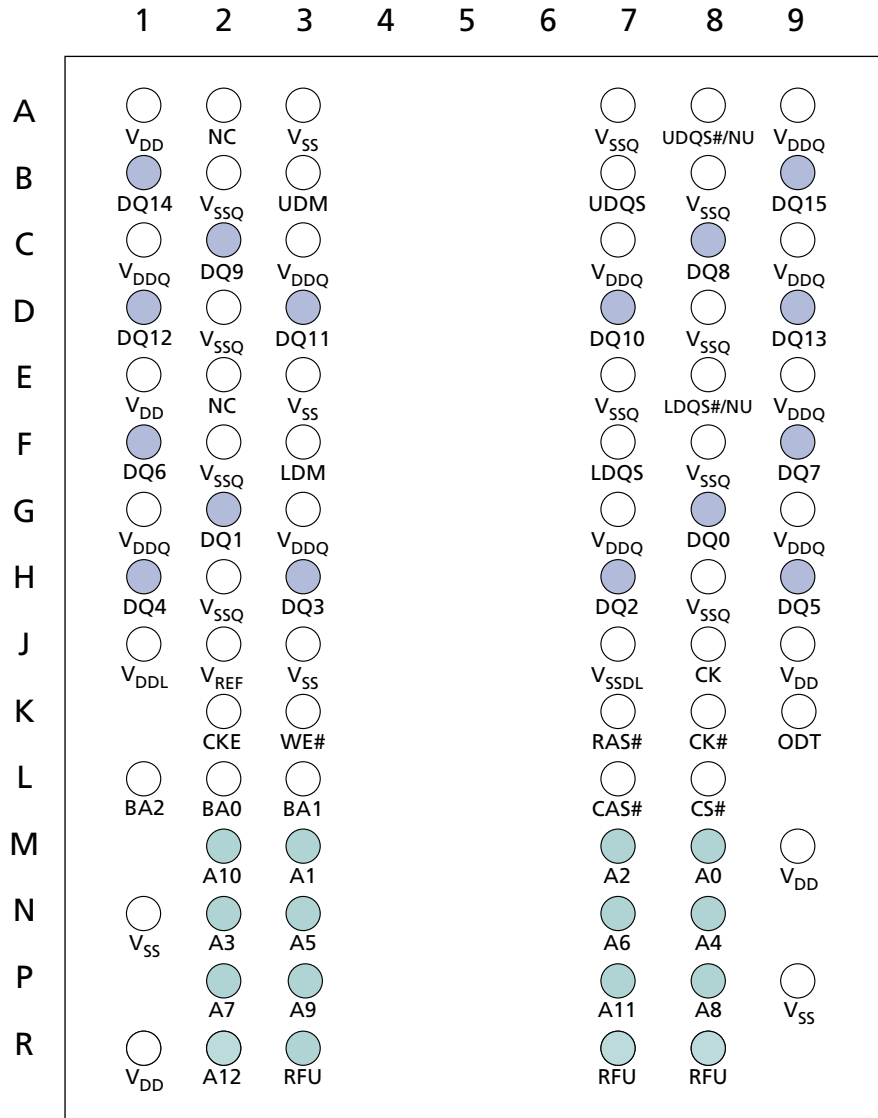 1 2 3 4 5 6 7 8 9
A
VDD NC VSS VSSQ UDQS#/NU VDDQ
B
DQ14 VSSQ UDM UDQS VSSQ DQ15
C
VDDQ DQ9 VDDQ VDDQ DQ8 VDDQ
D
DQ12 VSSQ DQ11 DQ10 VSSQ DQ13
E
VDD NC VSS VSSQ LDQS#/NU VDDQ
F
DQ6 VSSQ LDM LDQS VSSQ DQ7
G
VDDQ DQ1 VDDQ VDDQ DQ0 VDDQ
H
DQ4 VSSQ DQ3 DQ2 VSSQ DQ5
J
VDDL VREF VSS VSSDL CK VDD
K
CKE WE# RAS# CK# ODT
L
BA2 BA0 BA1 CAS# CS#
M
A10 A1 A2 A0 VDD
N
VSS A3 A5 A6 A4
P
A7 A9 A11 A8 VSS
R
VDD A12 RFU RFU RFU